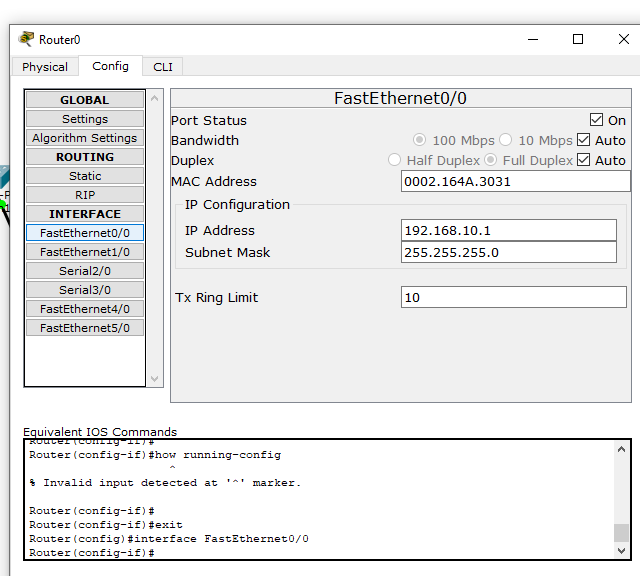 Router0
Physical Config CLI
GLOBAL
Settings
Algorithm Settings
ROUTING
Static
RIP
INTERFACE
FastEthernet0/0
FastEthernet1/0
Serial2/0
Serial3/0
FastEthernet4/0
FastEthernet5/0
FastEthernet0/0
Port Status On
Bandwidth 100 Mbps 10 Mbps Auto
Duplex Half Duplex Full Duplex Auto
MAC Address 0002.164A.3031
IP Configuration
IP Address 192.168.10.1
Subnet Mask 255.255.255.0
Tx Ring Limit 10
Equivalent IOS Commands
Router(config-if)#
Router(config-if)#how running-config
^
% Invalid input detected at '^' marker.
Router(config-if)#
Router(config-if)#exit
Router(config)#interface FastEthernet0/0
Router(config-if)#